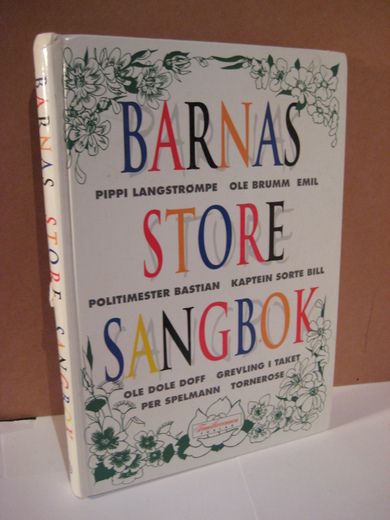 BARNAS
PIPPI LANGSTRØMPE OLE BRUMM EMIL
STORE
POLITIMESTER BASTIAN KAPTEIN SORTE BILL
SANGBOK
OLE DOLE DOFF GREVLING I TAKET
PER SPELMANN TORNEROSE
BARNAS STORE SANGBOK